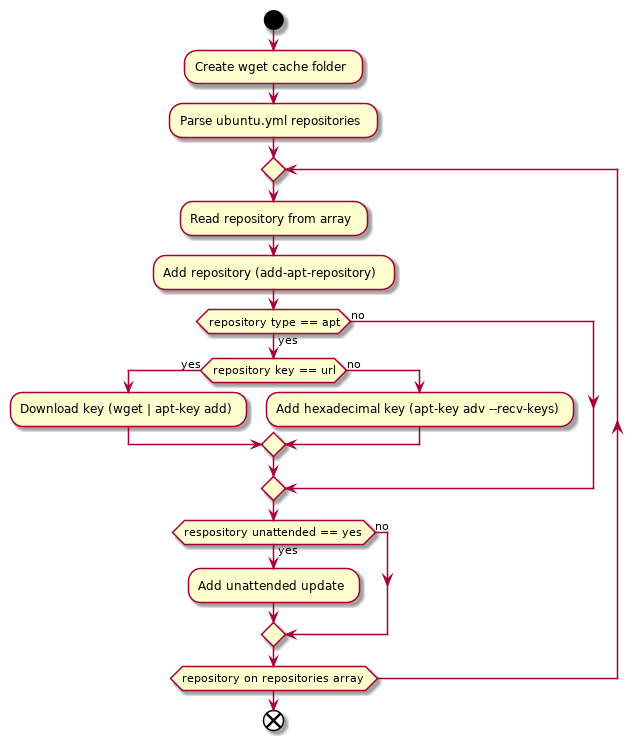 Create wget cache folder
Parse ubuntu.yml repositories
Read repository from array
Add repository (add-apt-repository)
repository type == apt
no
yes
yes
repository key == url
no
Download key (wget | apt-key add)
Add hexadecimal key (apt-key adv --recv-keys)
respository unattended == yes
no
yes
Add unattended update
repository on repositories array